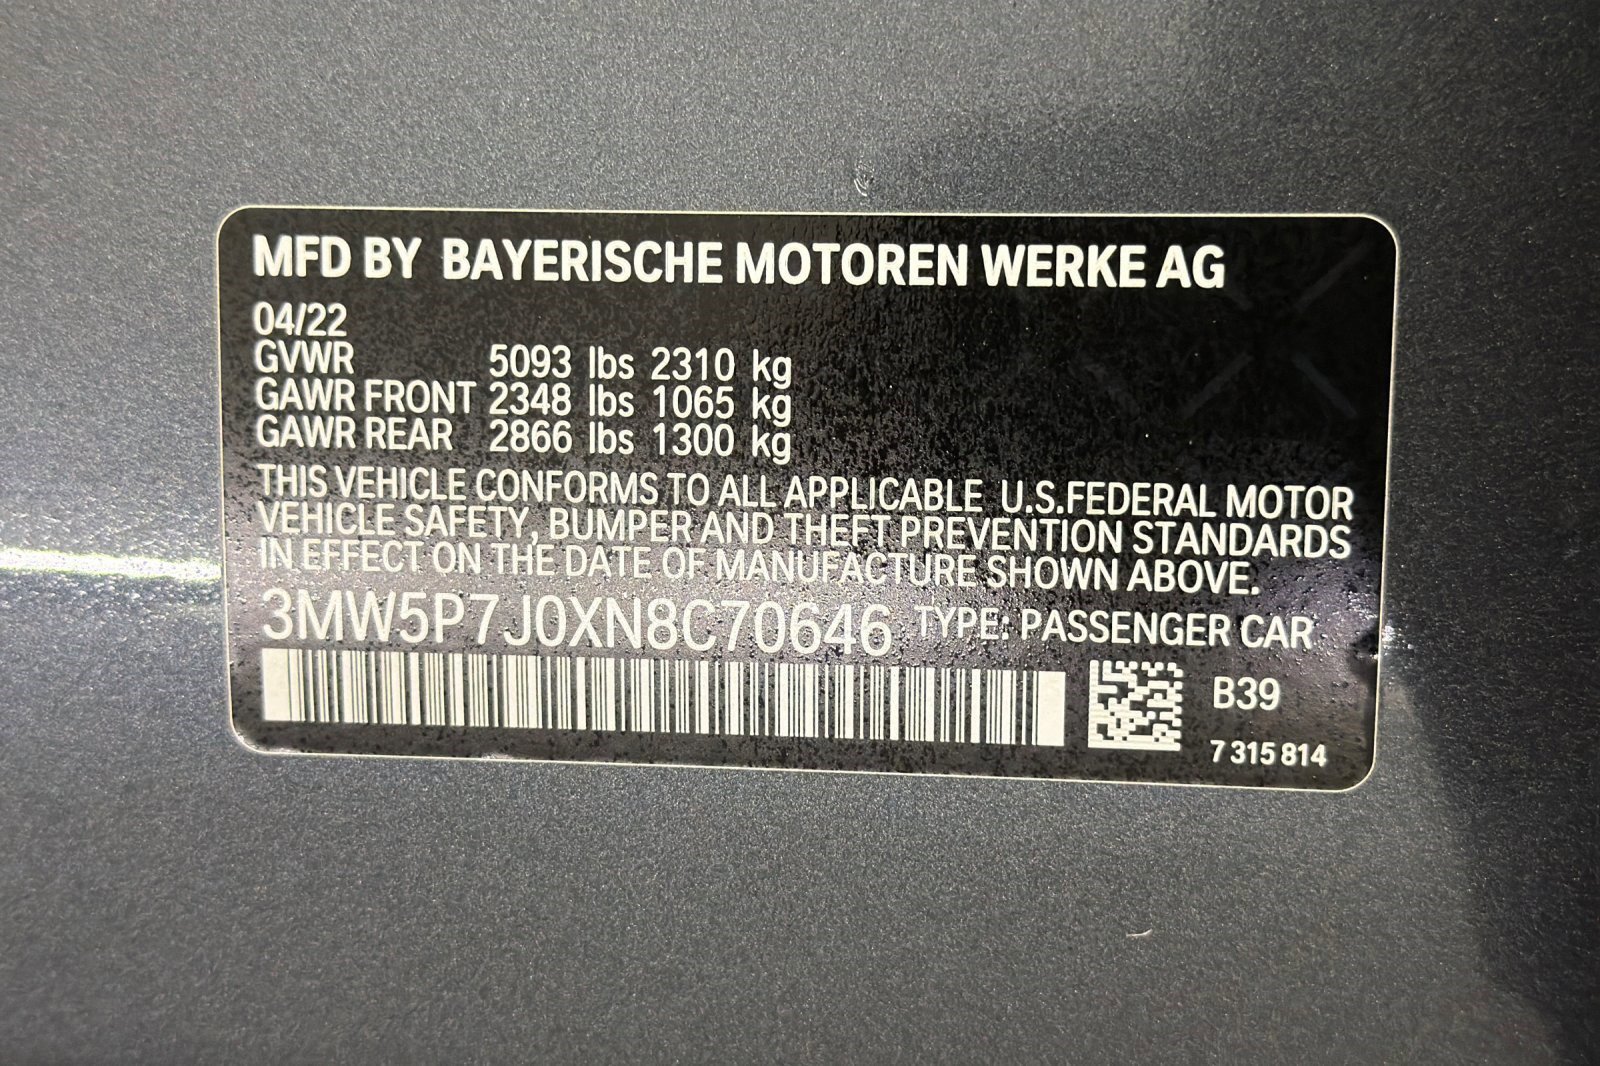 MFD BY BAYERISCHE MOTOREN WERKE AG
04/22
GVWR 5093 lbs 2310 kg
GAWR FRONT 2348 lbs 1065 kg
GAWR REAR 2866 lbs 1300 kg
THIS VEHICLE CONFORMS TO ALL APPLICABLE U.S.FEDERAL MOTOR
VEHICLE SAFETY, BUMPER AND THEFT PREVENTION STANDARDS
IN EFFECT ON THE DATE OF MANUFACTURE SHOWN ABOVE.
3MW5P7J0XN8C70646 TYPE: PASSENGER CAR
B39
7 315 814